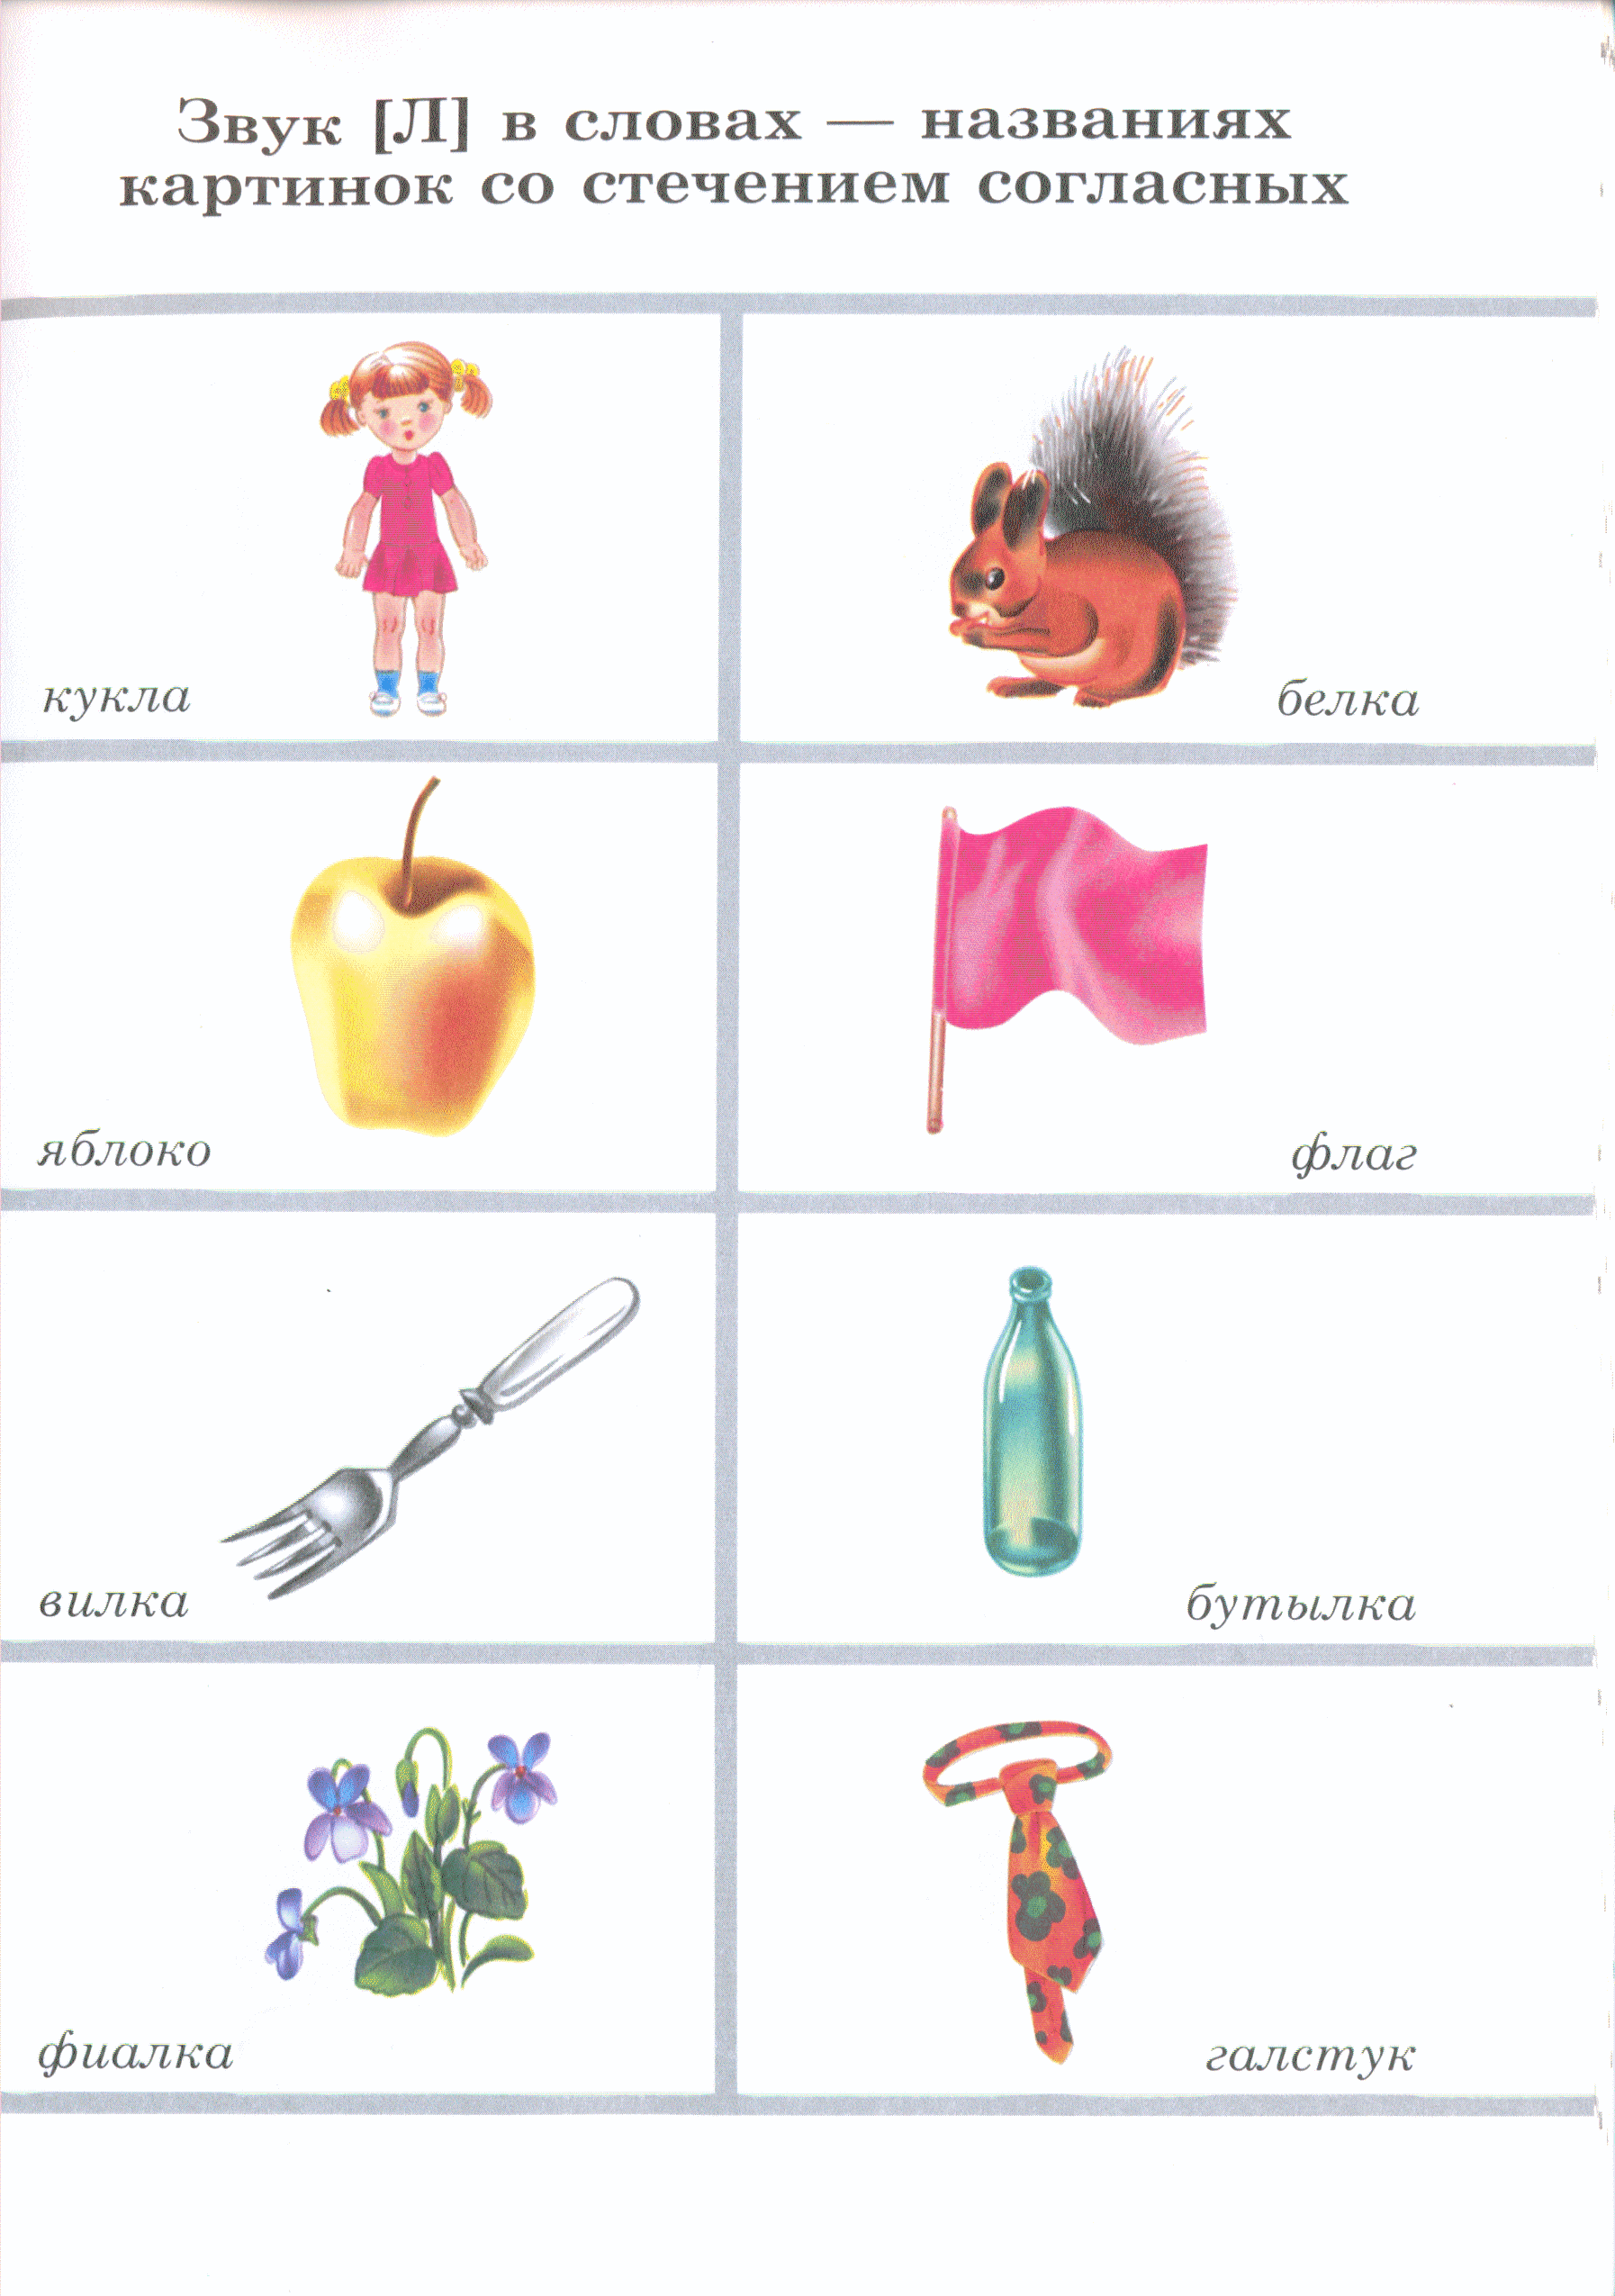 Звук [Л] в словах — названиях
картинок со стечением согласных
кукла
белка
яблоко
флаг
вилка
бутылка
фиалка
галстук